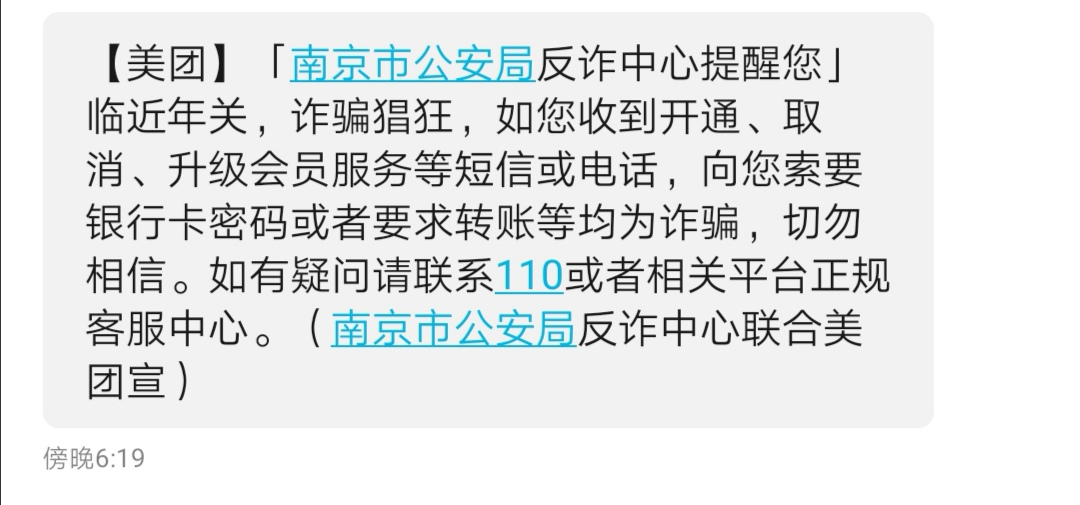 【美团】「南京市公安局反诈中心提醒您」
临近年关，诈骗猖狂，如您收到开通、取
消、升级会员服务等短信或电话，向您索要
银行卡密码或者要求转账等均为诈骗，切勿
相信。如有疑问请联系110或者相关平台正规
客服中心。（南京市公安局反诈中心联合美
团宣）
傍晚6:19